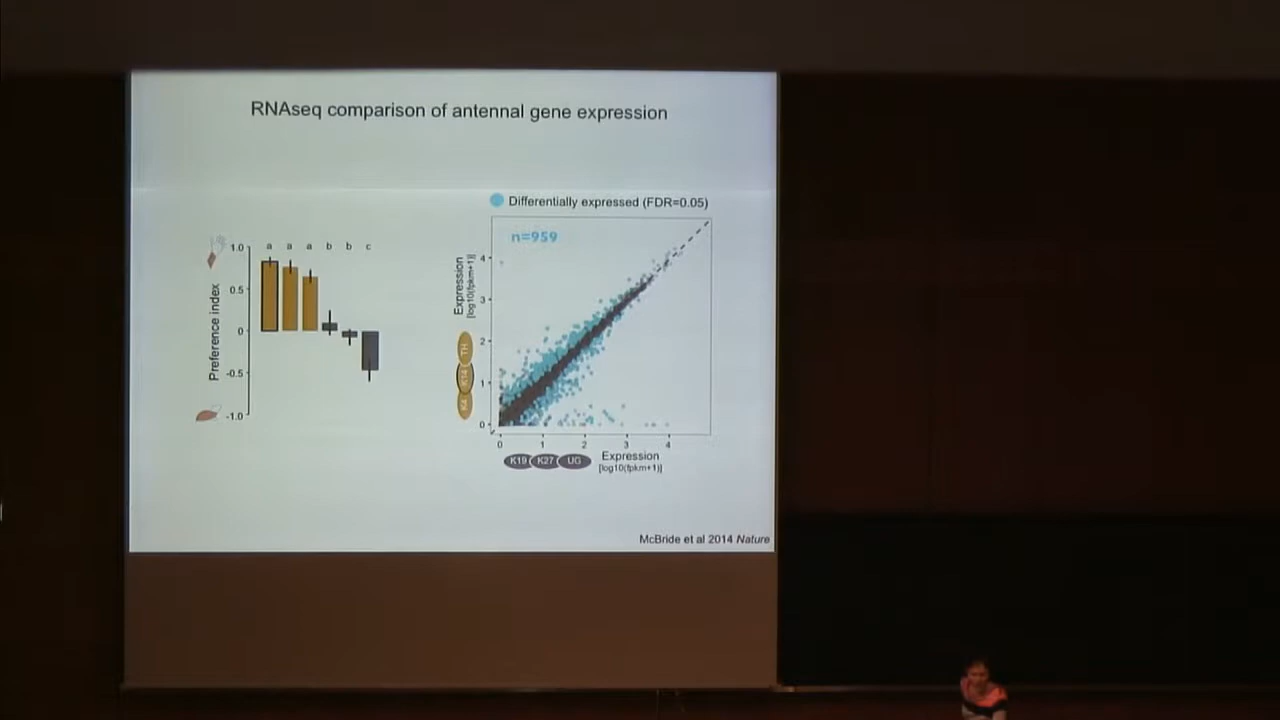 RNAseq comparison of antennal gene expression
Differentially expressed (FDR=0.05)
n=959
a a a b b c
1.0
0.5
0
-0.5
-1.0
Preference index
Expression
[log10(fpkm+1)]
4
3
2
1
0
TH
K14
K4
0 1 2 3 4
K19 K27 UG
Expression
[log10(fpkm+1)]
McBride et al 2014 Nature